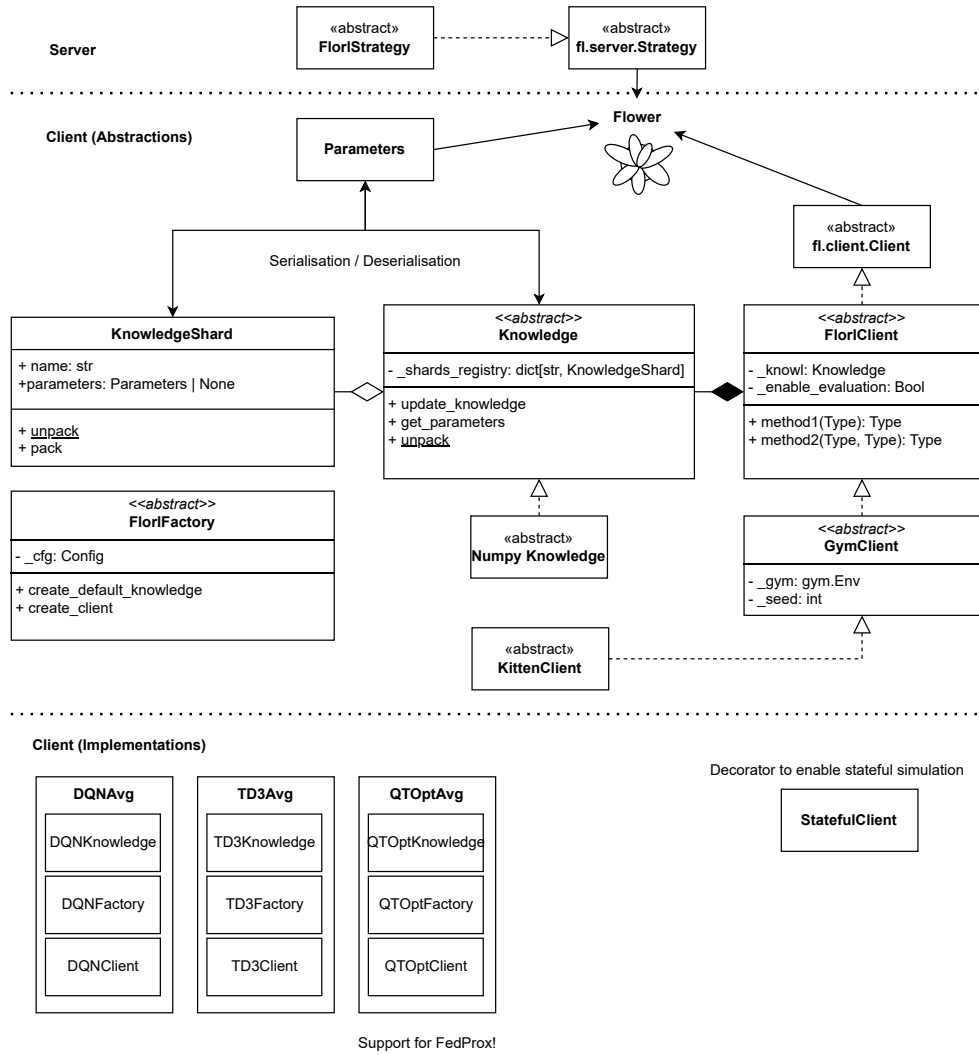 Server
«abstract»
FlorlStrategy
«abstract»
fl.server.Strategy
Client (Abstractions)
Parameters
Flower
«abstract»
fl.client.Client
Serialisation / Deserialisation
KnowledgeShard
+ name: str
+parameters: Parameters | None
+ unpack
+ pack
<<abstract>>
Knowledge
- _shards_registry: dict[str, KnowledgeShard]
+ update_knowledge
+ get_parameters
+ unpack
<<abstract>>
FlorlClient
- _knowl: Knowledge
- _enable_evaluation: Bool
+ method1(Type): Type
+ method2(Type, Type): Type
<<abstract>>
FlorlFactory
- _cfg: Config
+ create_default_knowledge
+ create_client
«abstract»
Numpy Knowledge
<<abstract>>
GymClient
- _gym: gym.Env
- _seed: int
«abstract»
KittenClient
Client (Implementations)
DQNAvg
DQNKnowledge
DQNFactory
DQNClient
TD3Avg
TD3Knowledge
TD3Factory
TD3Client
QTOptAvg
QTOptKnowledge
QTOptFactory
QTOptClient
Decorator to enable stateful simulation
StatefulClient
Support for FedProx!